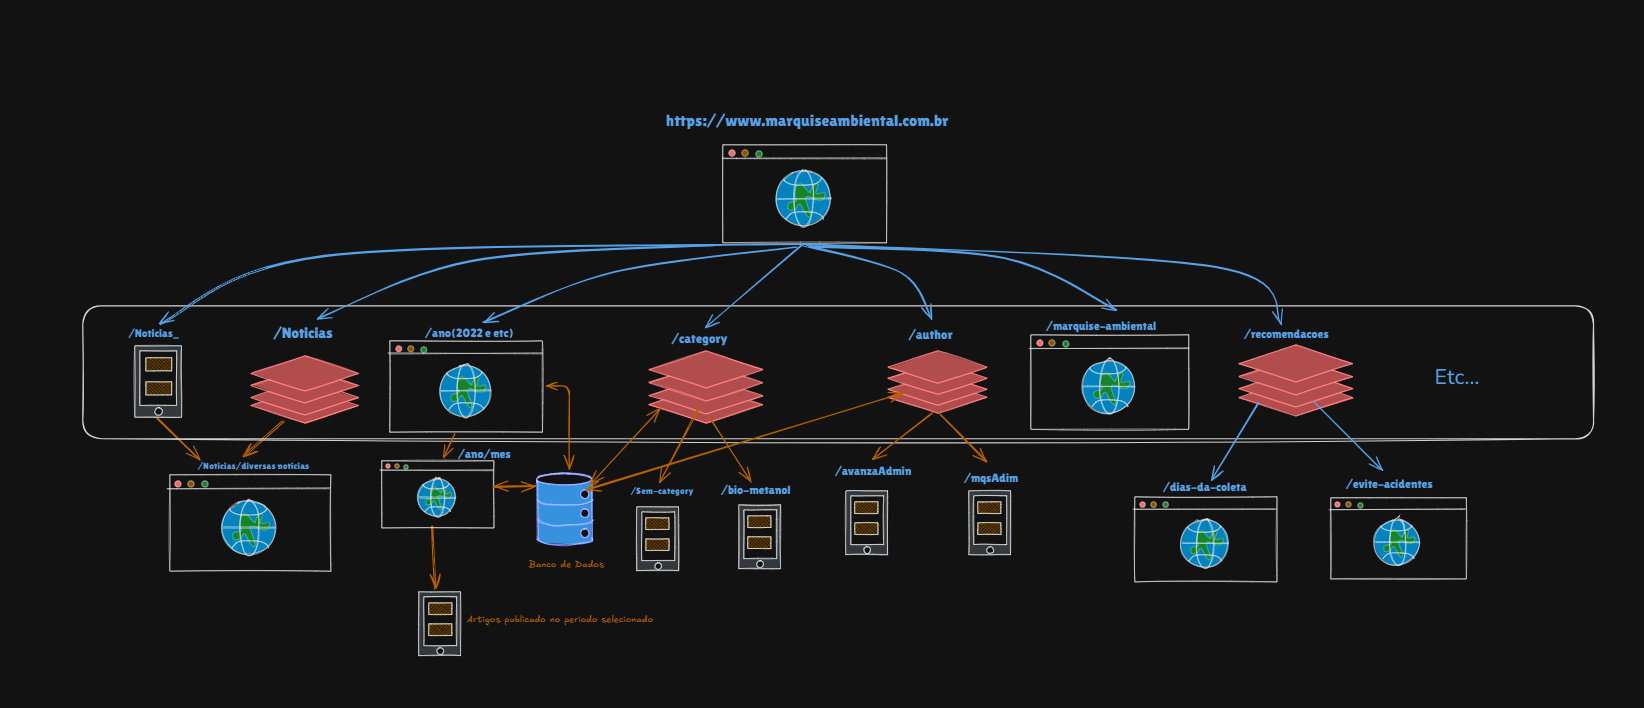 https://www.marquiseambiental.com.br
/Noticias_
/Noticias
/ano(2022 e etc)
/category
/author
/marquise-ambiental
/recomendacoes
Etc...
/Noticias/diversas noticias
/ano/mes
/Sem-category
/bio-metanol
/avanzaAdmin
/mqsAdim
/dias-da-coleta
/evite-acidentes
Banco de Dados
Artigos publicado no periodo selecionado